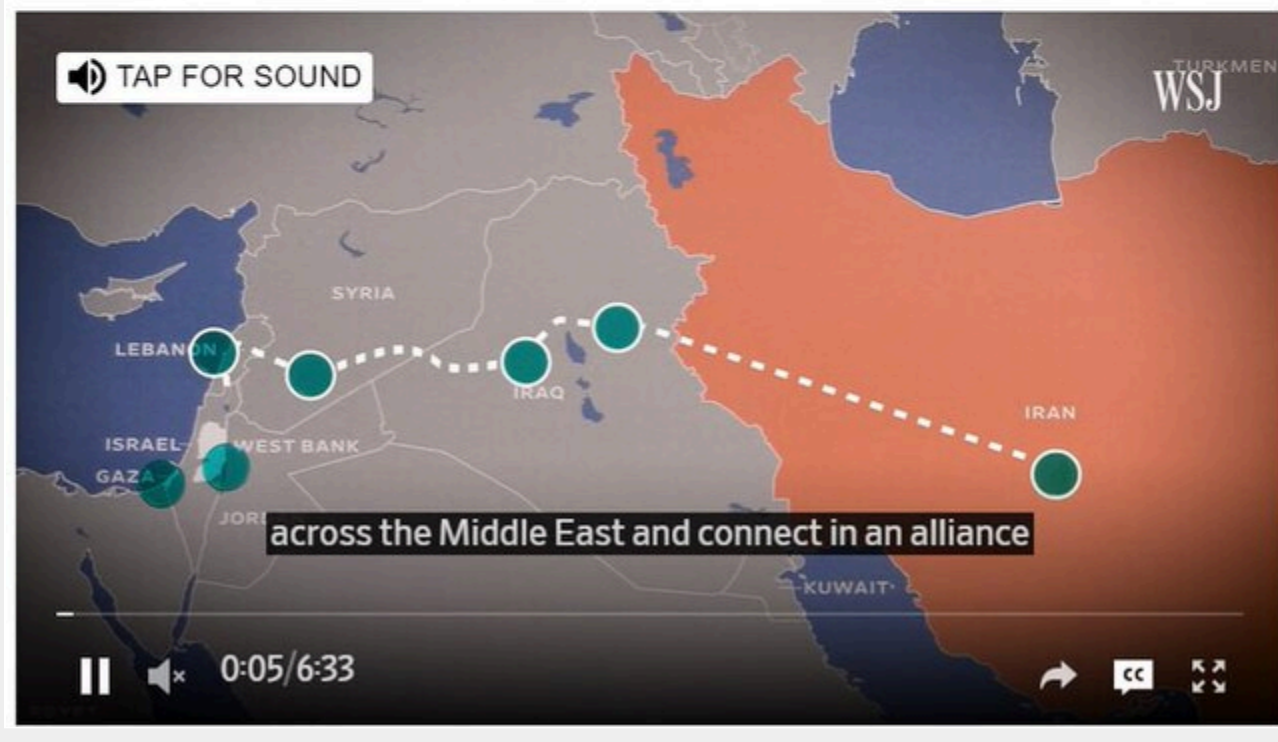 TAP FOR SOUND
TURKMEN
WSJ
SYRIA
LEBANON
IRAQ
IRAN
ISRAEL
WEST BANK
GAZA
across the Middle East and connect in an alliance
KUWAIT
0:05/6:33
CC